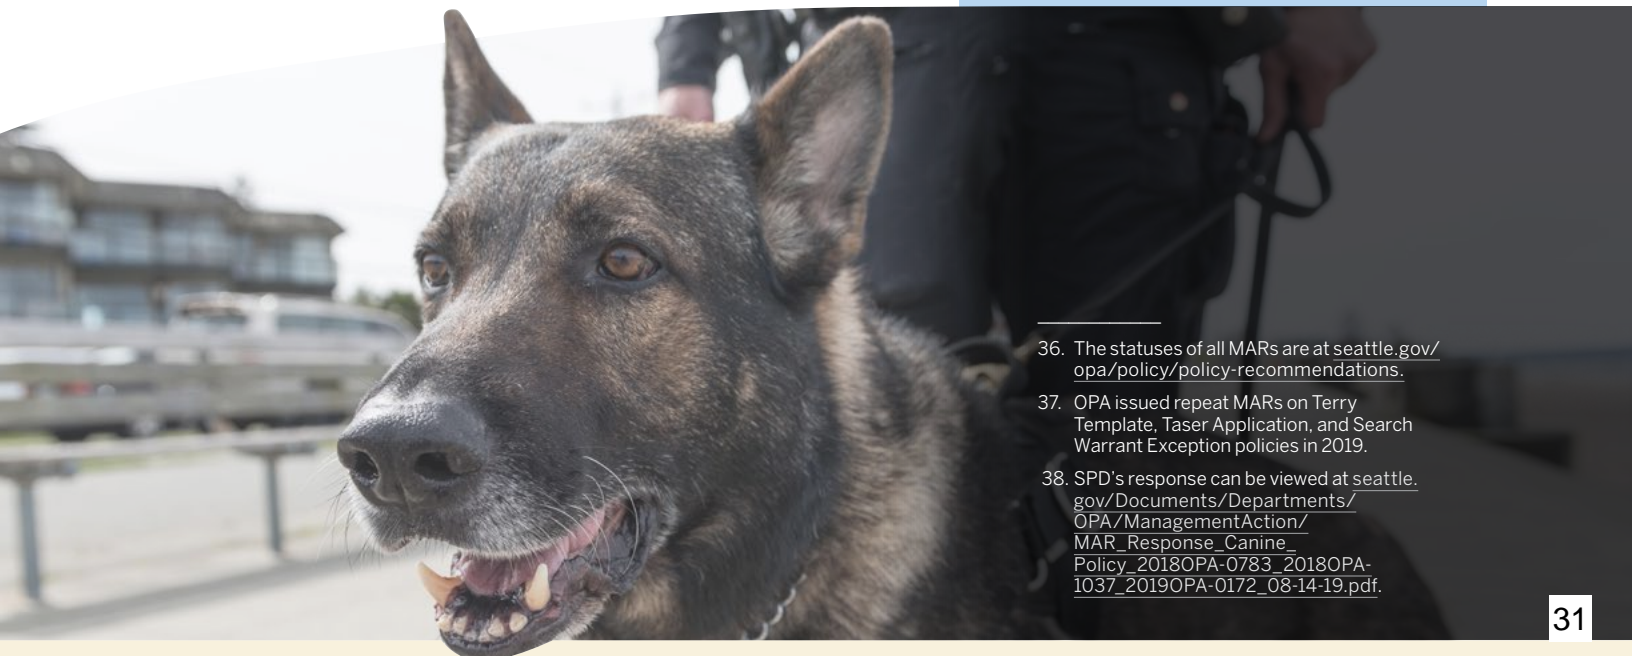 36. The statuses of all MARs are at seattle.gov/
opa/policy/policy-recommendations.
37. OPA issued repeat MARs on Terry
Template, Taser Application, and Search
Warrant Exception policies in 2019.
38. SPD's response can be viewed at seattle.
gov/Documents/Departments/
OPA/ManagementAction/
MAR_Response_Canine_
Policy_2018OPA-0783_2018OPA-
1037_2019OPA-0172_08-14-19.pdf.
31